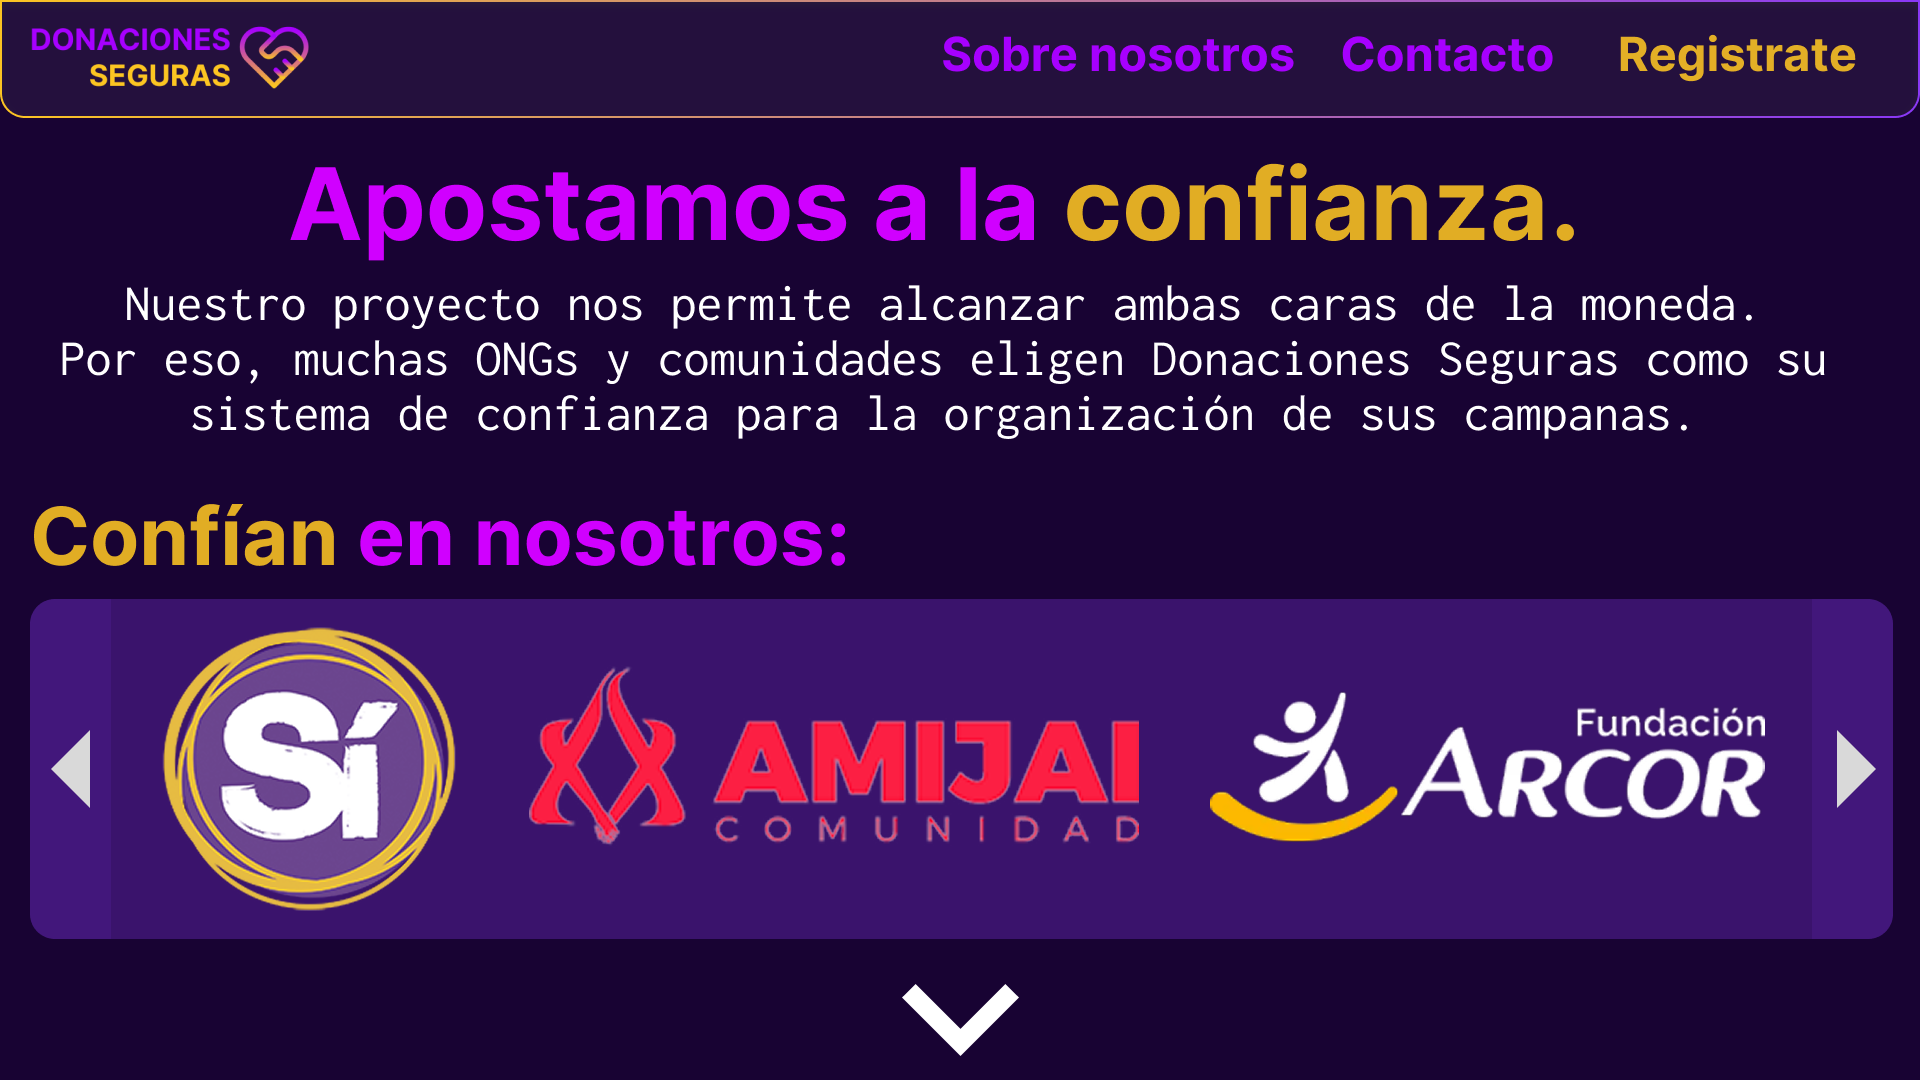 DONACIONES
SEGURAS
Sobre nosotros Contacto Registrate
Apostamos a la confianza.
Nuestro proyecto nos permite alcanzar ambas caras de la moneda.
Por eso, muchas ONGs y comunidades eligen Donaciones Seguras como su
sistema de confianza para la organización de sus campanas.
Confían en nosotros:
Sí
AMIJAI
COMUNIDAD
Fundación
ARCOR